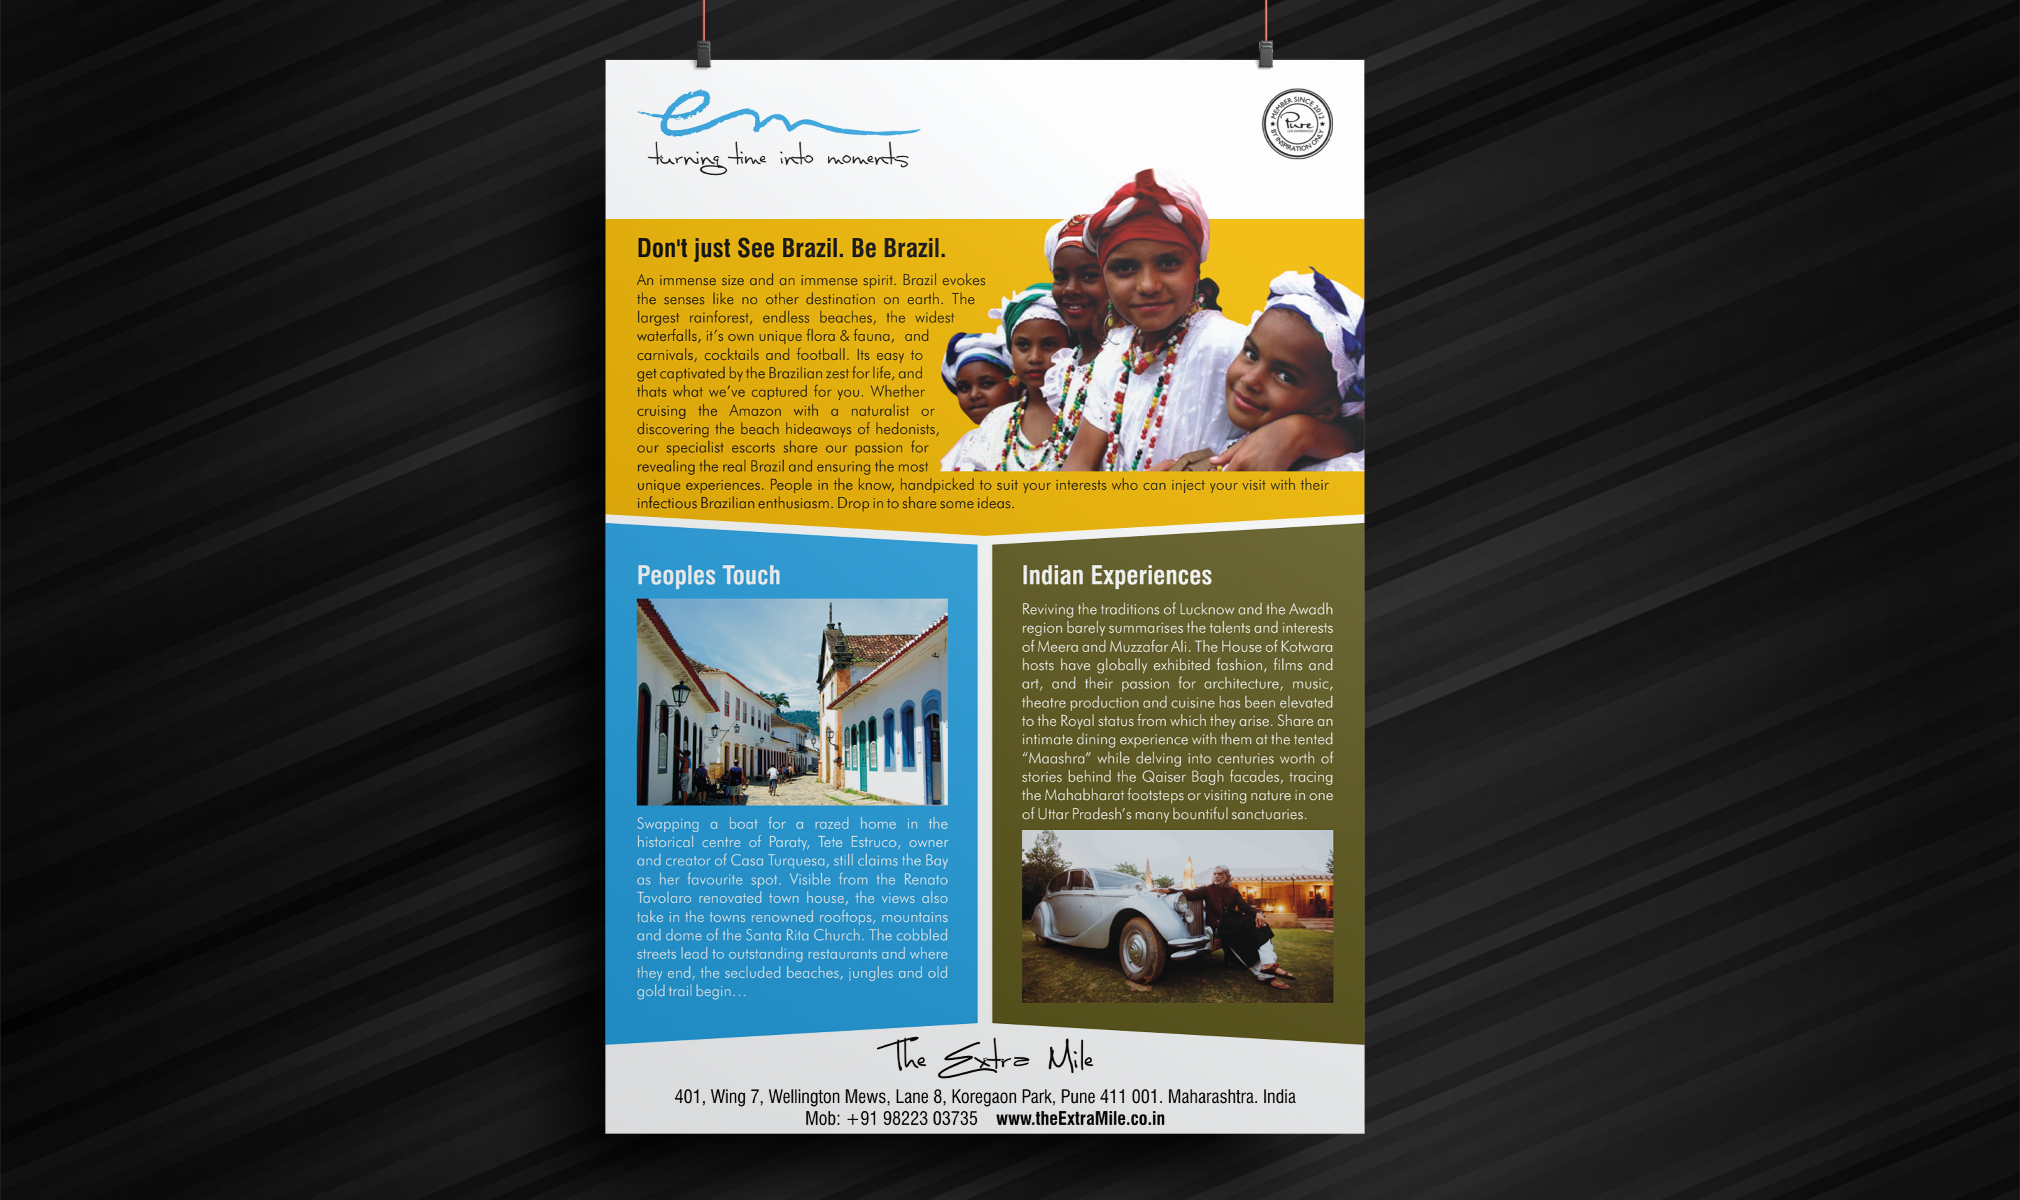 em
turning time into moments
MEMBER SINCE 2012
Pure
BY INSPIRATION ONLY
Don't just See Brazil. Be Brazil.
An immense size and an immense spirit. Brazil evokes
the senses like no other destination on earth. The
largest rainforest, endless beaches, the widest
waterfalls, it's own unique flora & fauna, and
carnivals, cocktails and football. Its easy to
get captivated by the Brazilian zest for life, and
thats what we've captured for you. Whether
cruising the Amazon with a naturalist or
discovering the beach hideaways of hedonists,
our specialist escorts share our passion for
revealing the real Brazil and ensuring the most
unique experiences. People in the know, handpicked to suit your interests who can inject your visit with their
infectious Brazilian enthusiasm. Drop in to share some ideas.
Peoples Touch
Swapping a boat for a razed home in the
historical centre of Paraty, Tete Estruco, owner
and creator of Casa Turquesa, still claims the Bay
as her favourite spot. Visible from the Renato
Tavolaro renovated town house, the views also
take in the towns renowned rooftops, mountains
and dome of the Santa Rita Church. The cobbled
streets lead to outstanding restaurants and where
they end, the secluded beaches, jungles and old
gold trail begin...
Indian Experiences
Reviving the traditions of Lucknow and the Awadh
region barely summarises the talents and interests
of Meera and Muzzafar Ali. The House of Kotwara
hosts have globally exhibited fashion, films and
art, and their passion for architecture, music,
theatre production and cuisine has been elevated
to the Royal status from which they arise. Share an
intimate dining experience with them at the tented
“Maashra” while delving into centuries worth of
stories behind the Qaiser Bagh facades, tracing
the Mahabharat footsteps or visiting nature in one
of Uttar Pradesh's many bountiful sanctuaries.
The Extra Mile
401, Wing 7, Wellington Mews, Lane 8, Koregaon Park, Pune 411 001. Maharashtra. India
Mob: +91 98223 03735 www.theExtraMile.co.in